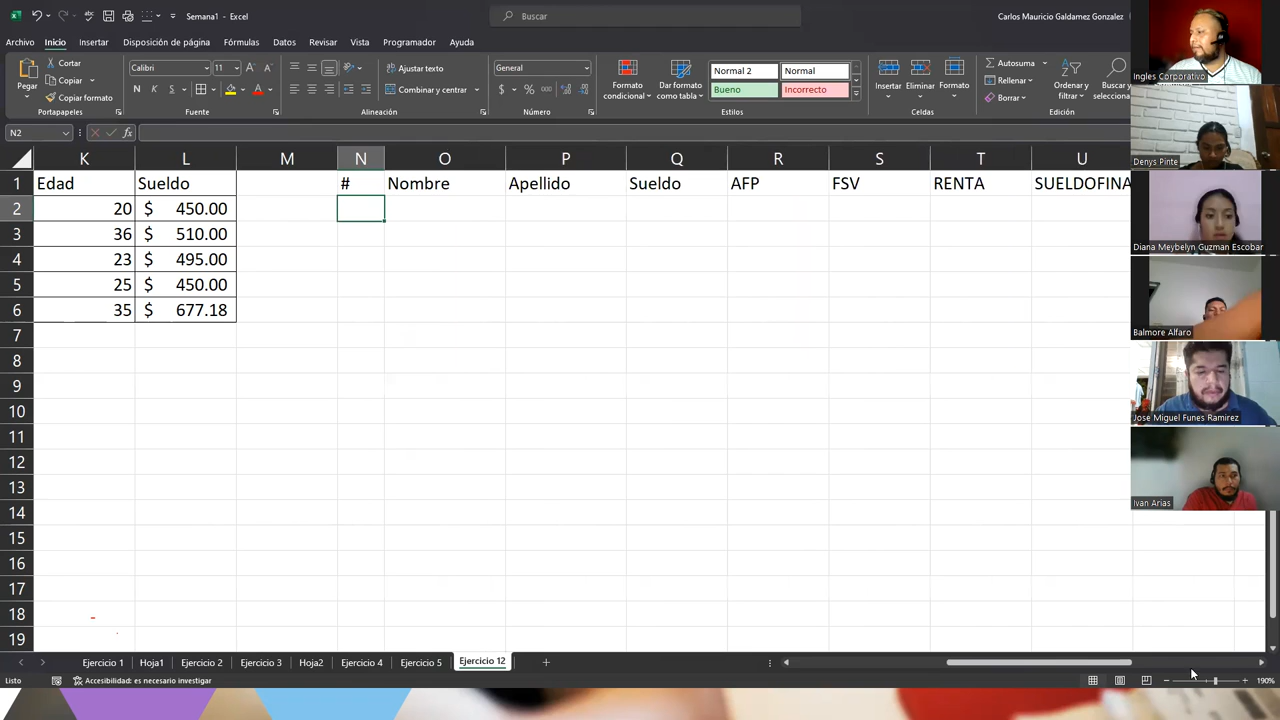 Semana1 - Excel
Buscar
Carlos Mauricio Galdamez Gonzalez
Archivo Inicio Insertar Disposición de página Fórmulas Datos Revisar Vista Programador Ayuda
Pegar
Cortar
Copiar
Copiar formato
Portapapeles
Calibri 11
N K S
Fuente
Ajustar texto
Combinar y centrar
Alineación
General
$ % 000
Número
Formato condicional
Dar formato como tabla
Normal 2 Normal
Bueno Incorrecto
Estilos
Insertar Eliminar Formato
Celdas
Autosuma
Rellenar
Borrar
Ordenar y filtrar
Buscar y selecciona
Edición
N2 fx
K L M N O P Q R S T U
1 Edad Sueldo # Nombre Apellido Sueldo AFP FSV RENTA SUELDOFINA
2 20 $ 450.00
3 36 $ 510.00
4 23 $ 495.00
5 25 $ 450.00
6 35 $ 677.18
7
8
9
10
11
12
13
14
15
16
17
18
19
Ejercicio 1 Hoja1 Ejercicio 2 Ejercicio 3 Hoja2 Ejercicio 4 Ejercicio 5 Ejercicio 12
Listo Accesibilidad: es necesario investigar 190%
Ingles Corporativo
Denys Pinte
Diana Meybelyn Guzman Escobar
Balmore Alfaro
Jose Miguel Funes Ramirez
Ivan Arias